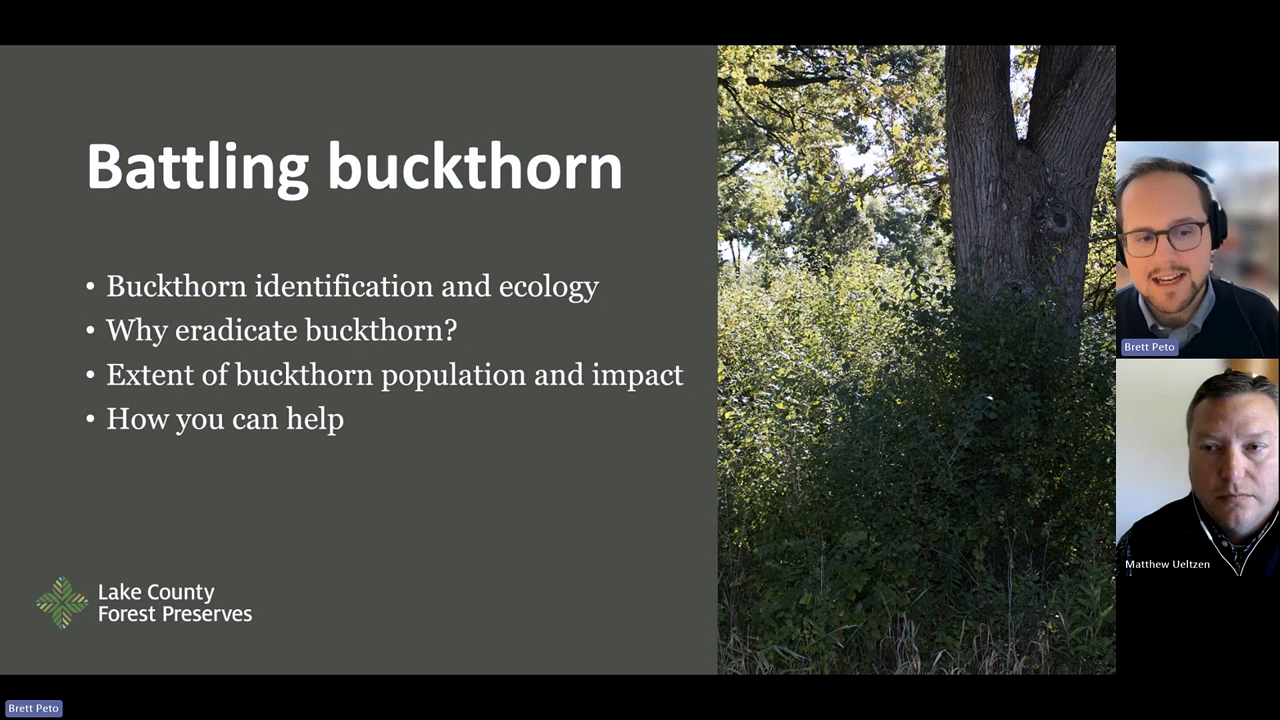 Battling buckthorn
• Buckthorn identification and ecology
• Why eradicate buckthorn?
• Extent of buckthorn population and impact
• How you can help
Lake County
Forest Preserves
Brett Peto
Matthew Ueltzen
Brett Peto